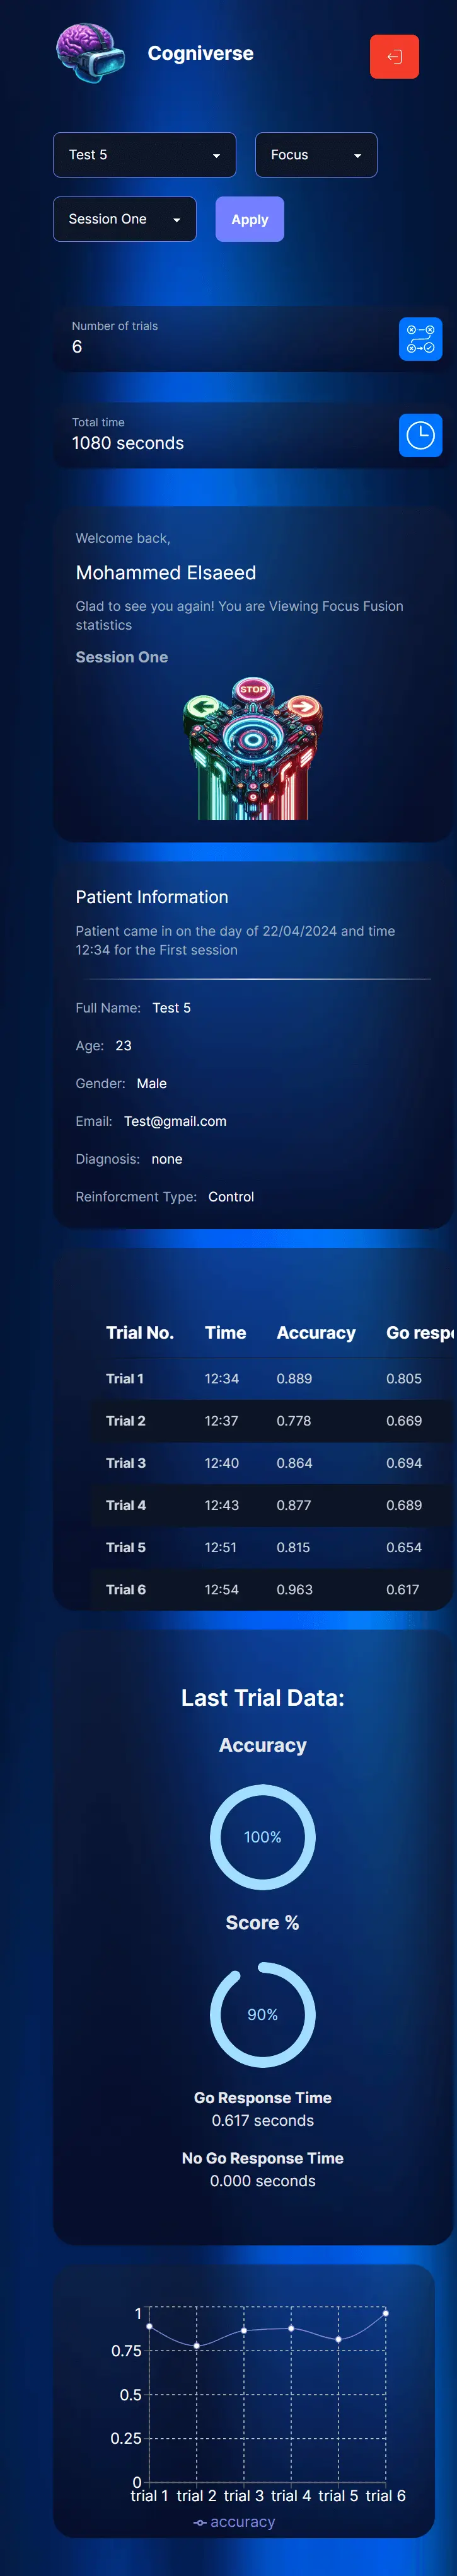 Cogniverse
Test 5
Focus
Session One
Apply
Number of trials
6
Total time
1080 seconds
Welcome back,
Mohammed Elsaeed
Glad to see you again! You are Viewing Focus Fusion
statistics
Session One
STOP
Patient Information
Patient came in on the day of 22/04/2024 and time
12:34 for the First session
Full Name: Test 5
Age: 23
Gender: Male
Email: Test@gmail.com
Diagnosis: none
Reinforcment Type: Control
Trial No. Time Accuracy Go resp
Trial 1 12:34 0.889 0.805
Trial 2 12:37 0.778 0.669
Trial 3 12:40 0.864 0.694
Trial 4 12:43 0.877 0.689
Trial 5 12:51 0.815 0.654
Trial 6 12:54 0.963 0.617
Last Trial Data:
Accuracy
100%
Score %
90%
Go Response Time
0.617 seconds
No Go Response Time
0.000 seconds
1
0.75
0.5
0.25
0
trial 1 trial 2 trial 3 trial 4 trial 5 trial 6
accuracy